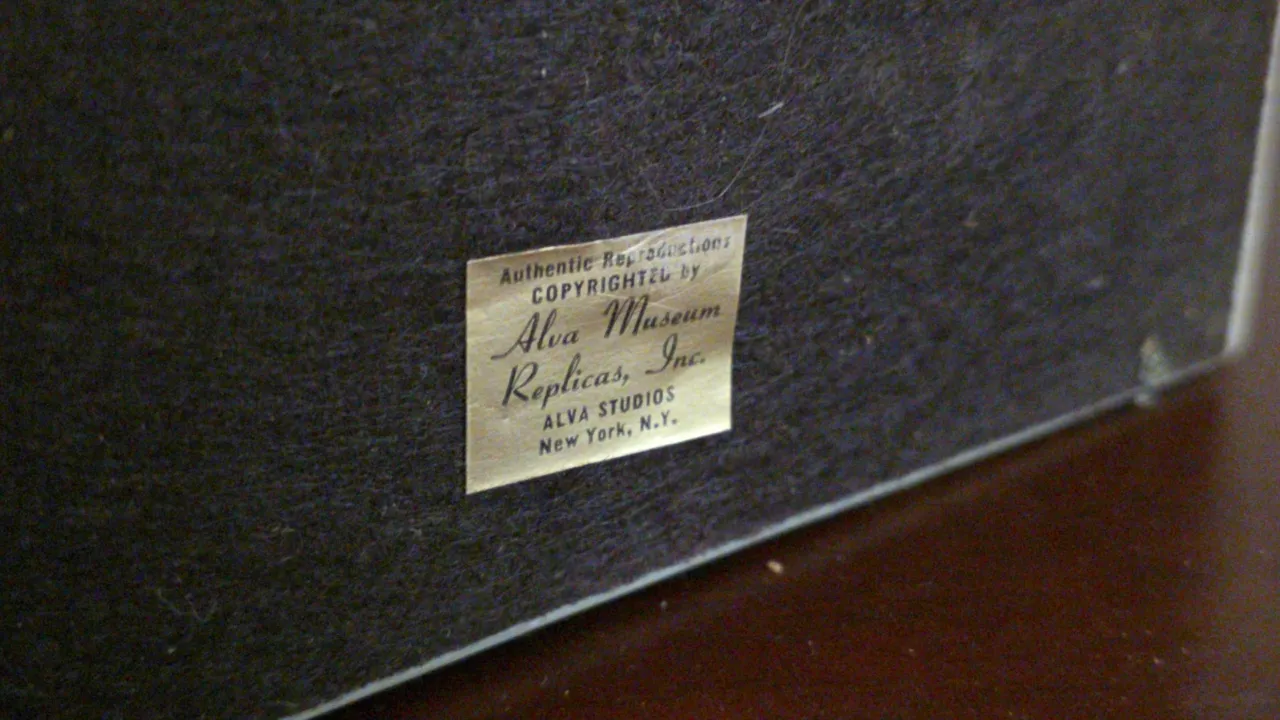 Authentic Reproductions
COPYRIGHTED by
Alva Museum
Replicas, Inc.
ALVA STUDIOS
New York, N.Y.